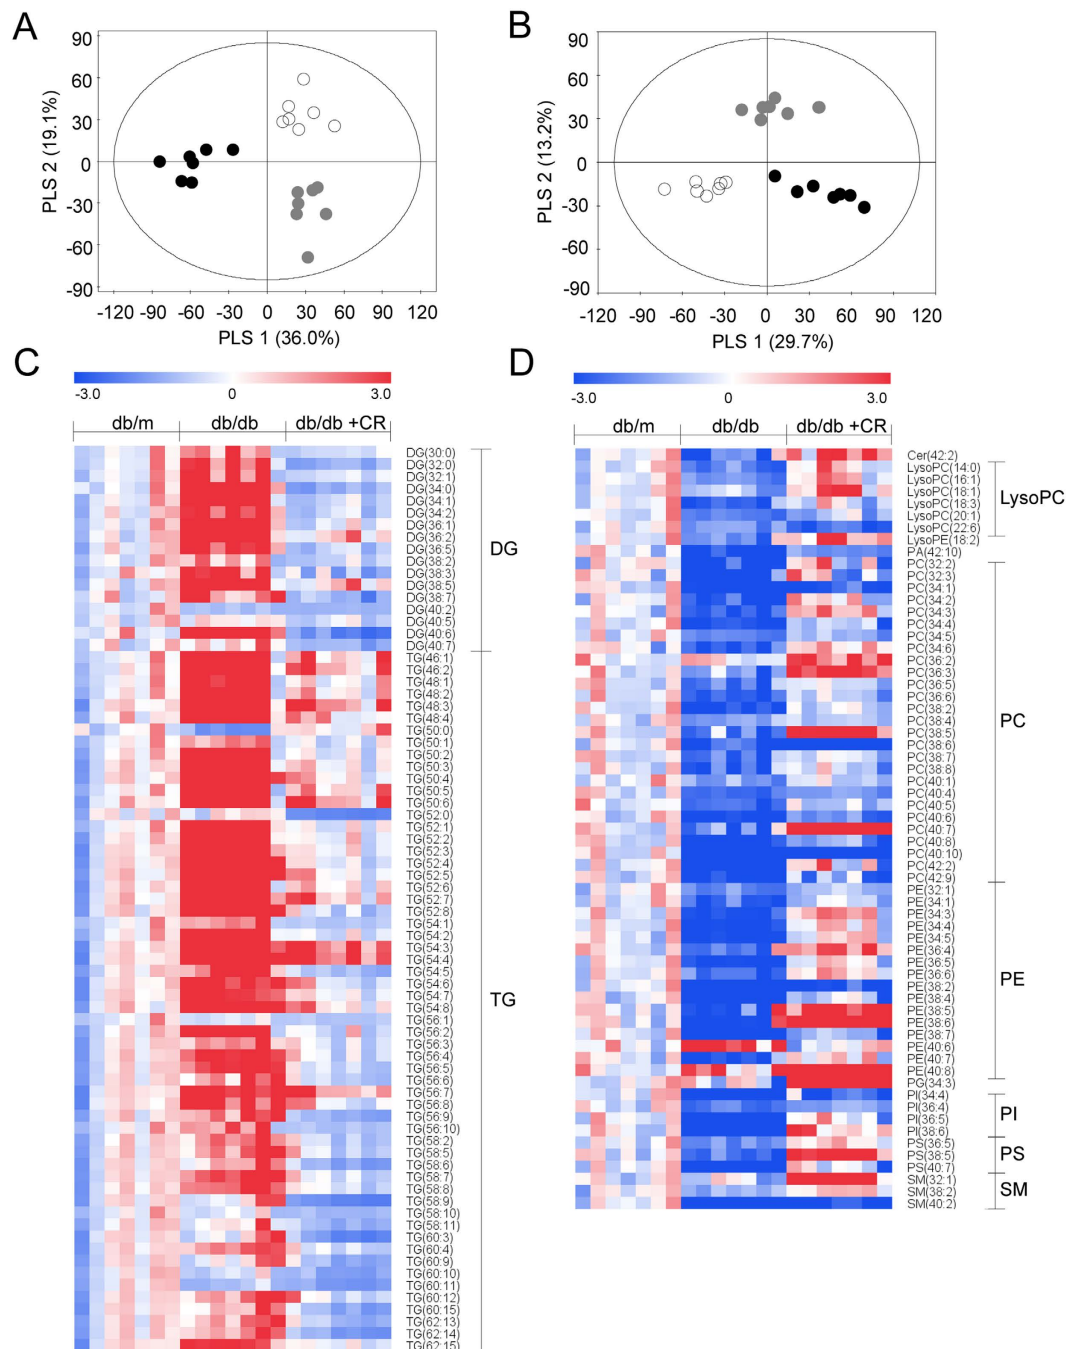 A
90
60
30
0
-30
-60
-90
PLS 2 (19.1%)
-120 -90 -60 -30 0 30 60 90 120
PLS 1 (36.0%)
B
90
60
30
0
-30
-60
-90
PLS 2 (13.2%)
-120 -90 -60 -30 0 30 60 90 120
PLS 1 (29.7%)
C
-3.0 0 3.0
db/m db/db db/db +CR
DG(30:0)
DG(32:0)
DG(32:1)
DG(34:0)
DG(34:1)
DG(34:2)
DG(36:1)
DG(36:2)
DG(36:5)
DG(38:2)
DG(38:3)
DG(38:5)
DG(38:7)
DG(40:2)
DG(40:5)
DG(40:6)
DG(40:7)
DG
TG(46:1)
TG(46:2)
TG(48:1)
TG(48:2)
TG(48:3)
TG(48:4)
TG(50:0)
TG(50:1)
TG(50:2)
TG(50:3)
TG(50:4)
TG(50:5)
TG(50:6)
TG(52:0)
TG(52:1)
TG(52:2)
TG(52:3)
TG(52:4)
TG(52:5)
TG(52:6)
TG(52:7)
TG(52:8)
TG(54:1)
TG(54:2)
TG(54:3)
TG(54:4)
TG(54:5)
TG(54:6)
TG(54:7)
TG(54:8)
TG(56:1)
TG(56:2)
TG(56:3)
TG(56:4)
TG(56:5)
TG(56:6)
TG(56:7)
TG(56:8)
TG(56:9)
TG(56:10)
TG(58:2)
TG(58:5)
TG(58:6)
TG(58:7)
TG(58:8)
TG(58:9)
TG(58:10)
TG(58:11)
TG(60:3)
TG(60:4)
TG(60:9)
TG(60:10)
TG(60:11)
TG(60:12)
TG(60:15)
TG(62:13)
TG(62:14)
TG(62:15)
TG
D
-3.0 0 3.0
db/m db/db db/db +CR
Cer(42:2)
LysoPC(14:0)
LysoPC(16:1)
LysoPC(18:1)
LysoPC(18:3)
LysoPC(20:1)
LysoPC(22:6)
LysoPE(18:2)
LysoPC
PA(42:10)
PC(32:2)
PC(32:3)
PC(34:1)
PC(34:2)
PC(34:3)
PC(34:4)
PC(34:5)
PC(34:6)
PC(36:2)
PC(36:3)
PC(36:5)
PC(36:6)
PC(38:2)
PC(38:4)
PC(38:5)
PC(38:6)
PC(38:7)
PC(38:8)
PC(40:1)
PC(40:4)
PC(40:5)
PC(40:6)
PC(40:7)
PC(40:8)
PC(40:10)
PC(42:2)
PC(42:9)
PC
PE(32:1)
PE(34:1)
PE(34:3)
PE(34:4)
PE(34:5)
PE(36:4)
PE(36:5)
PE(36:6)
PE(38:2)
PE(38:4)
PE(38:5)
PE(38:6)
PE(38:7)
PE(40:6)
PE(40:7)
PE(40:8)
PE
PG(34:3)
PI(34:4)
PI(36:4)
PI(36:5)
PI(38:6)
PI
PS(36:5)
PS(38:5)
PS(40:7)
PS
SM(32:1)
SM(38:2)
SM(40:2)
SM